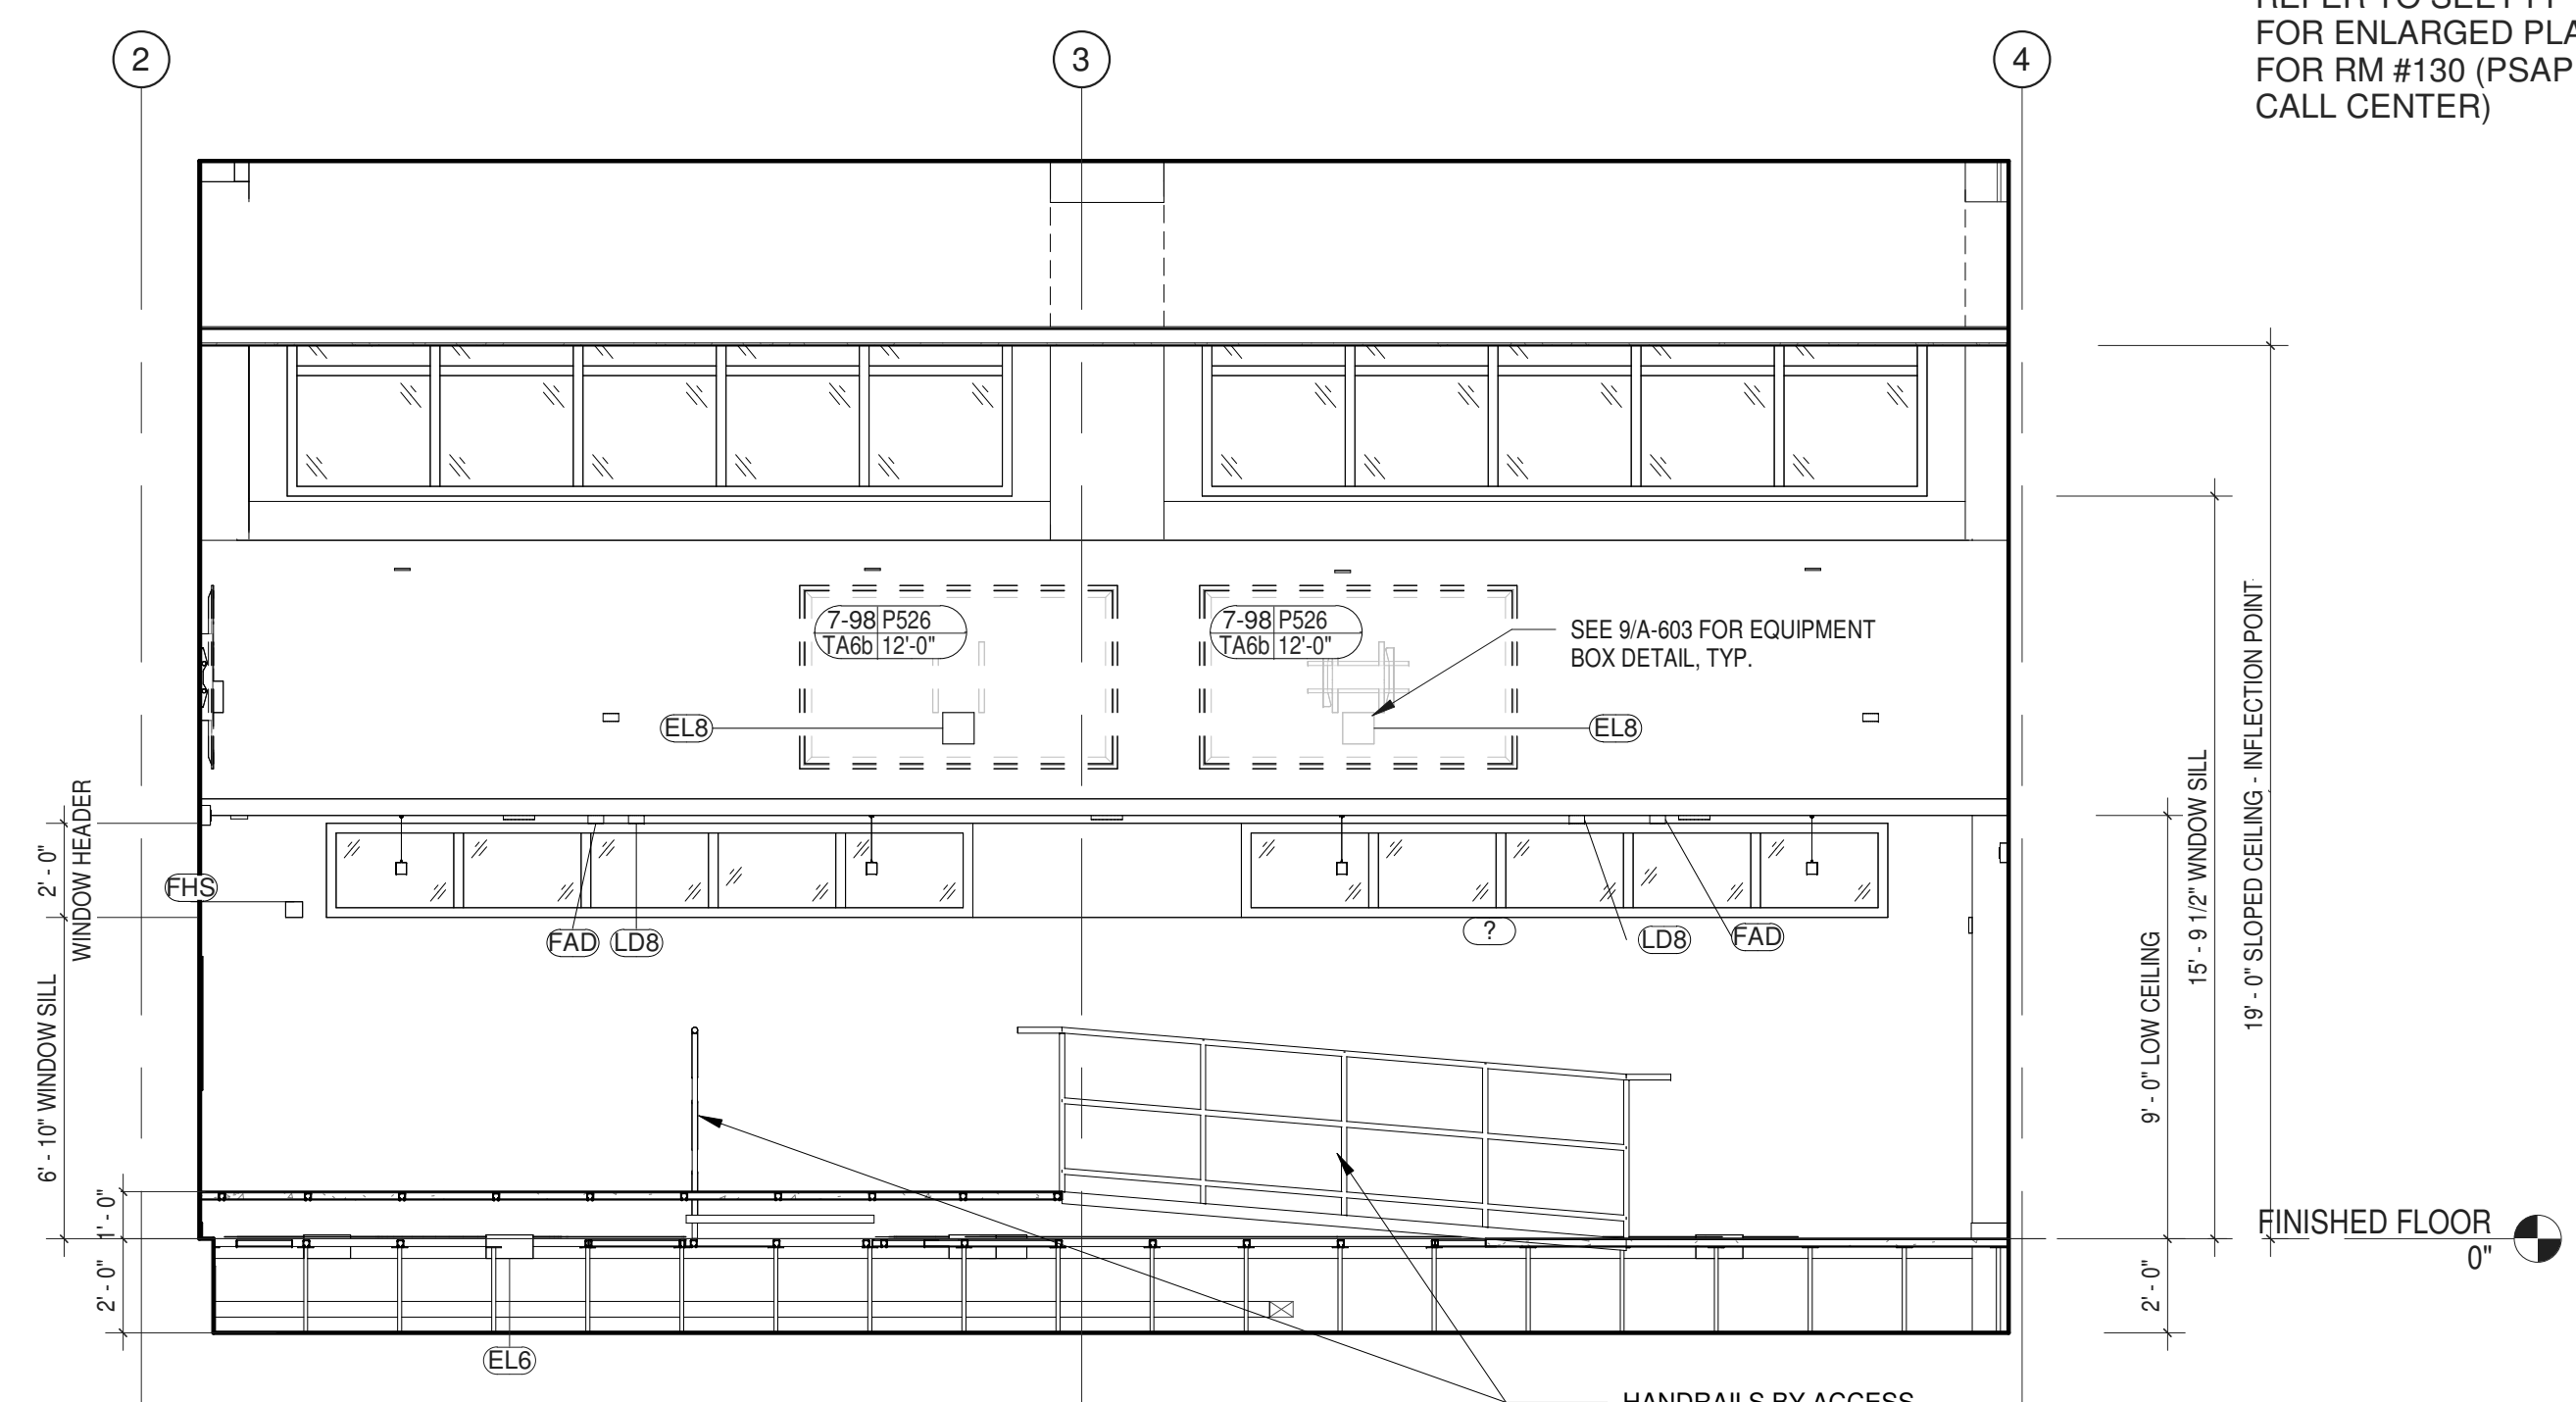 2
3
4
FOR ENLARGED PLA
FOR RM #130 (PSAP
CALL CENTER)
7-98 P526
TA6b 12'-0"
7-98 P526
TA6b 12'-0"
SEE 9/A-603 FOR EQUIPMENT
BOX DETAIL, TYP.
EL8
EL8
FHS
FAD
LD8
?
LD8
FAD
2' - 0"
WINDOW HEADER
6' - 10" WINDOW SILL
1' - 0"
2' - 0"
9' - 0" LOW CEILING
15' - 9 1/2" WNDOW SILL
19' - 0" SLOPED CEILING - INFLECTION POINT
2' - 0"
FINISHED FLOOR
0"
EL6
HANDRAILS BY ACCESS